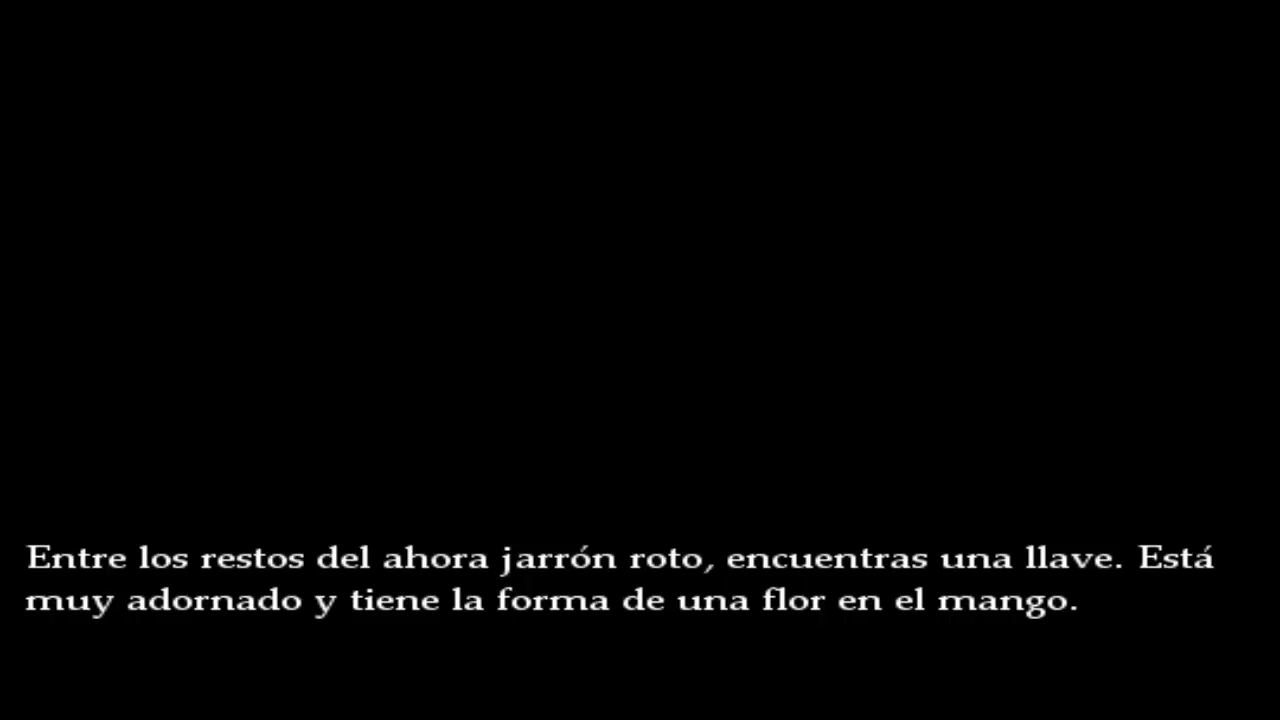 Entre los restos del ahora jarrón roto, encuentras una llave. Está
muy adornado y tiene la forma de una flor en el mango.